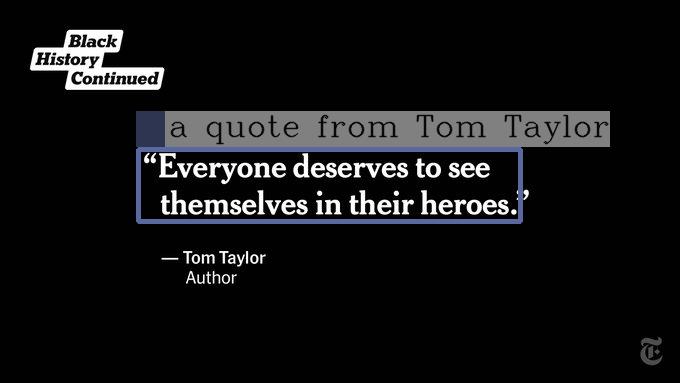 Black
History
Continued
a quote from Tom Taylor
“Everyone deserves to see
themselves in their heroes.”
— Tom Taylor
Author
T